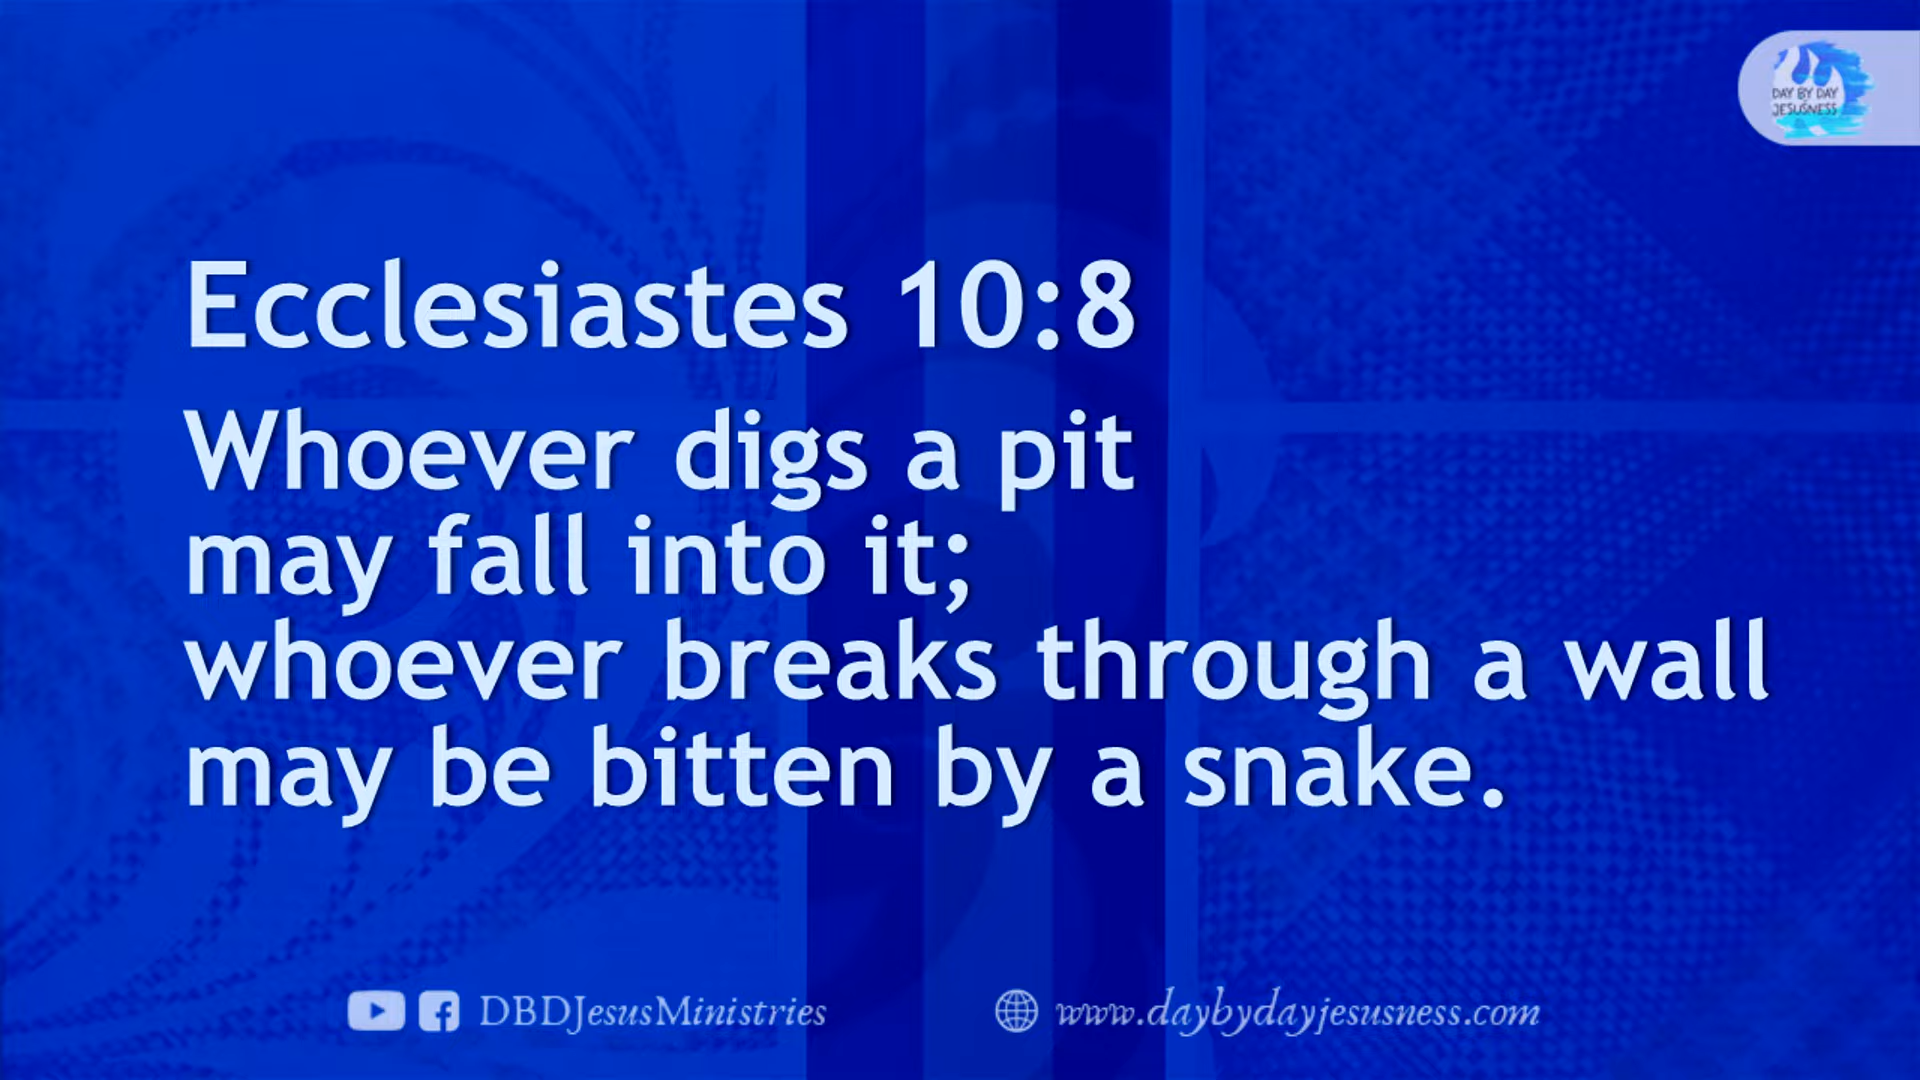 DAY BY DAY
JESUSNESS
Ecclesiastes 10:8
Whoever digs a pit
may fall into it;
whoever breaks through a wall
may be bitten by a snake.
DBDJesusMinistries
www.daybydayjesusness.com